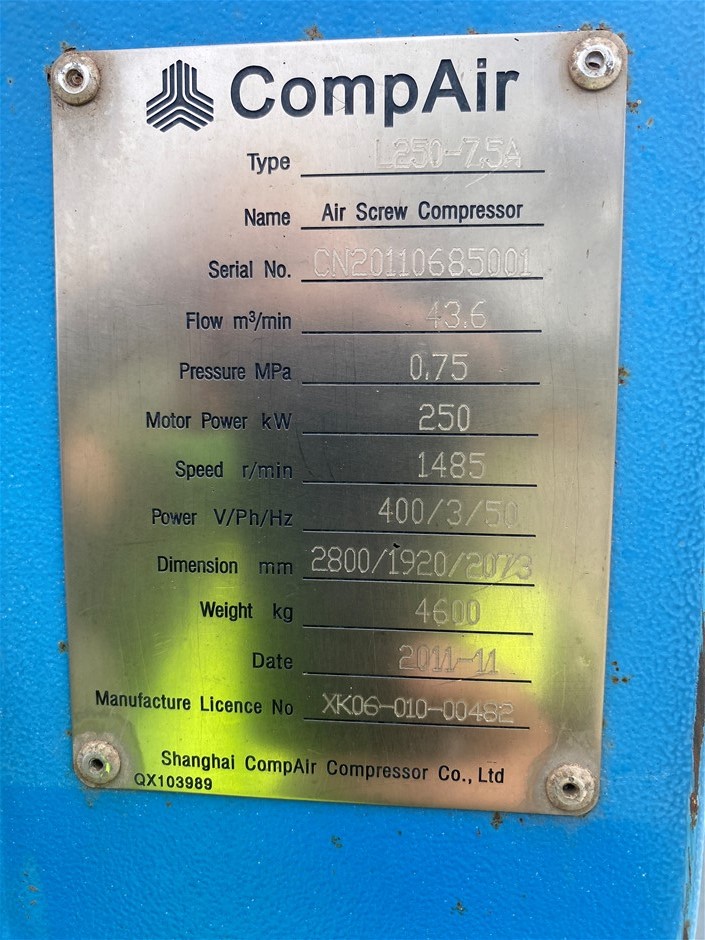 CompAir
Type L250-7.5A
Name Air Screw Compressor
Serial No. CN20110685001
Flow m³/min 43.6
Pressure MPa 0.75
Motor Power kW 250
Speed r/min 1485
Power V/Ph/Hz 400/3/50
Dimension mm 2800/1920/2073
Weight kg 4600
Date 2011-11
Manufacture Licence No XK06-010-00482
Shanghai CompAir Compressor Co., Ltd
QX103989